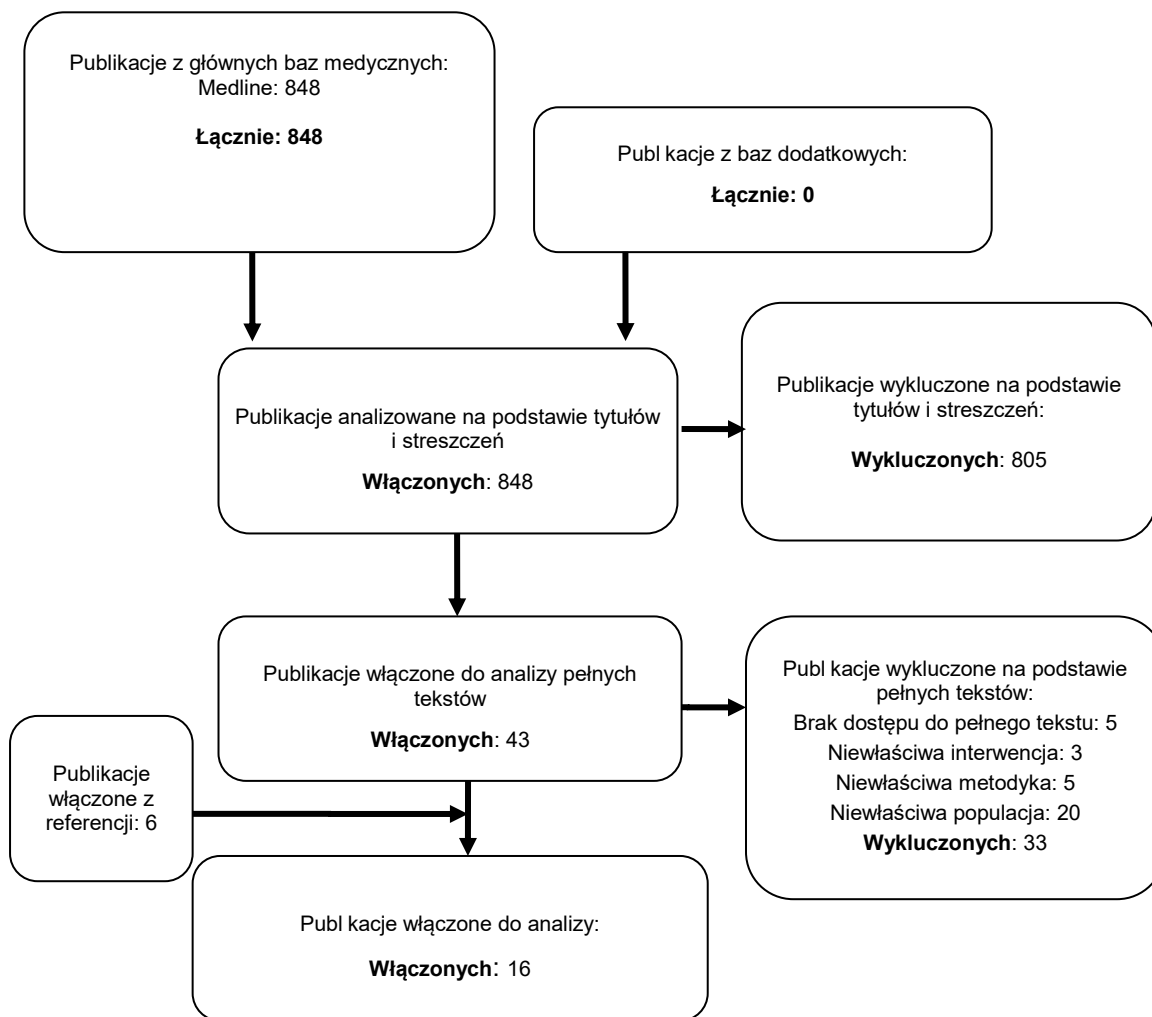 Publikacje z głównych baz medycznych:
Medline: 848
Łącznie: 848
Publ kacje z baz dodatkowych:
Łącznie: 0
Publikacje analizowane na podstawie tytułów
i streszczeń
Włączonych: 848
Publikacje wykluczone na podstawie
tytułów i streszczeń:
Wykluczonych: 805
Publikacje włączone do analizy pełnych
tekstów
Włączonych: 43
Publ kacje wykluczone na podstawie
pełnych tekstów:
Brak dostępu do pełnego tekstu: 5
Niewłaściwa interwencja: 3
Niewłaściwa metodyka: 5
Niewłaściwa populacja: 20
Wykluczonych: 33
Publikacje
włączone z
referencji: 6
Publ kacje włączone do analizy:
Włączonych: 16